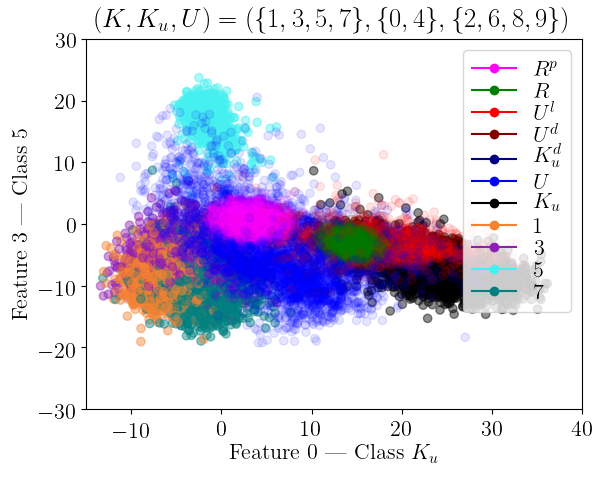 (K, K_u, U) = ({1, 3, 5, 7}, {0, 4}, {2, 6, 8, 9})
30
20
10
0
−10
−20
−30
Feature 3 — Class 5
R^p
R
U^l
U^d
K_u^d
U
K_u
1
3
5
7
−10
0
10
20
30
40
Feature 0 — Class K_u